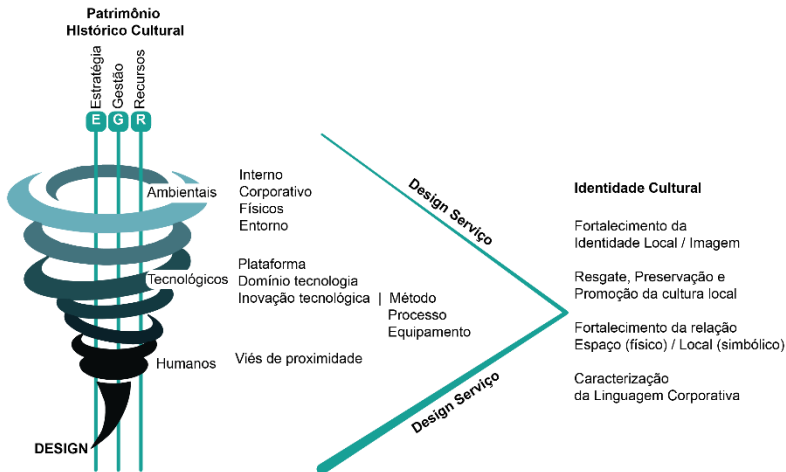 Patrimônio
HIstórico Cultural
Estratégia
Gestão
Recursos
E G R
Ambientais
Interno
Corporativo
Físicos
Entorno
Tecnológicos
Plataforma
Domínio tecnologia
Inovação tecnológica | Método
Processo
Equipamento
Humanos
Viés de proximidade
DESIGN
Design Serviço
Design Serviço
Identidade Cultural
Fortalecimento da
Identidade Local / Imagem
Resgate, Preservação e
Promoção da cultura local
Fortalecimento da relação
Espaço (físico) / Local (simbólico)
Caracterização
da Linguagem Corporativa